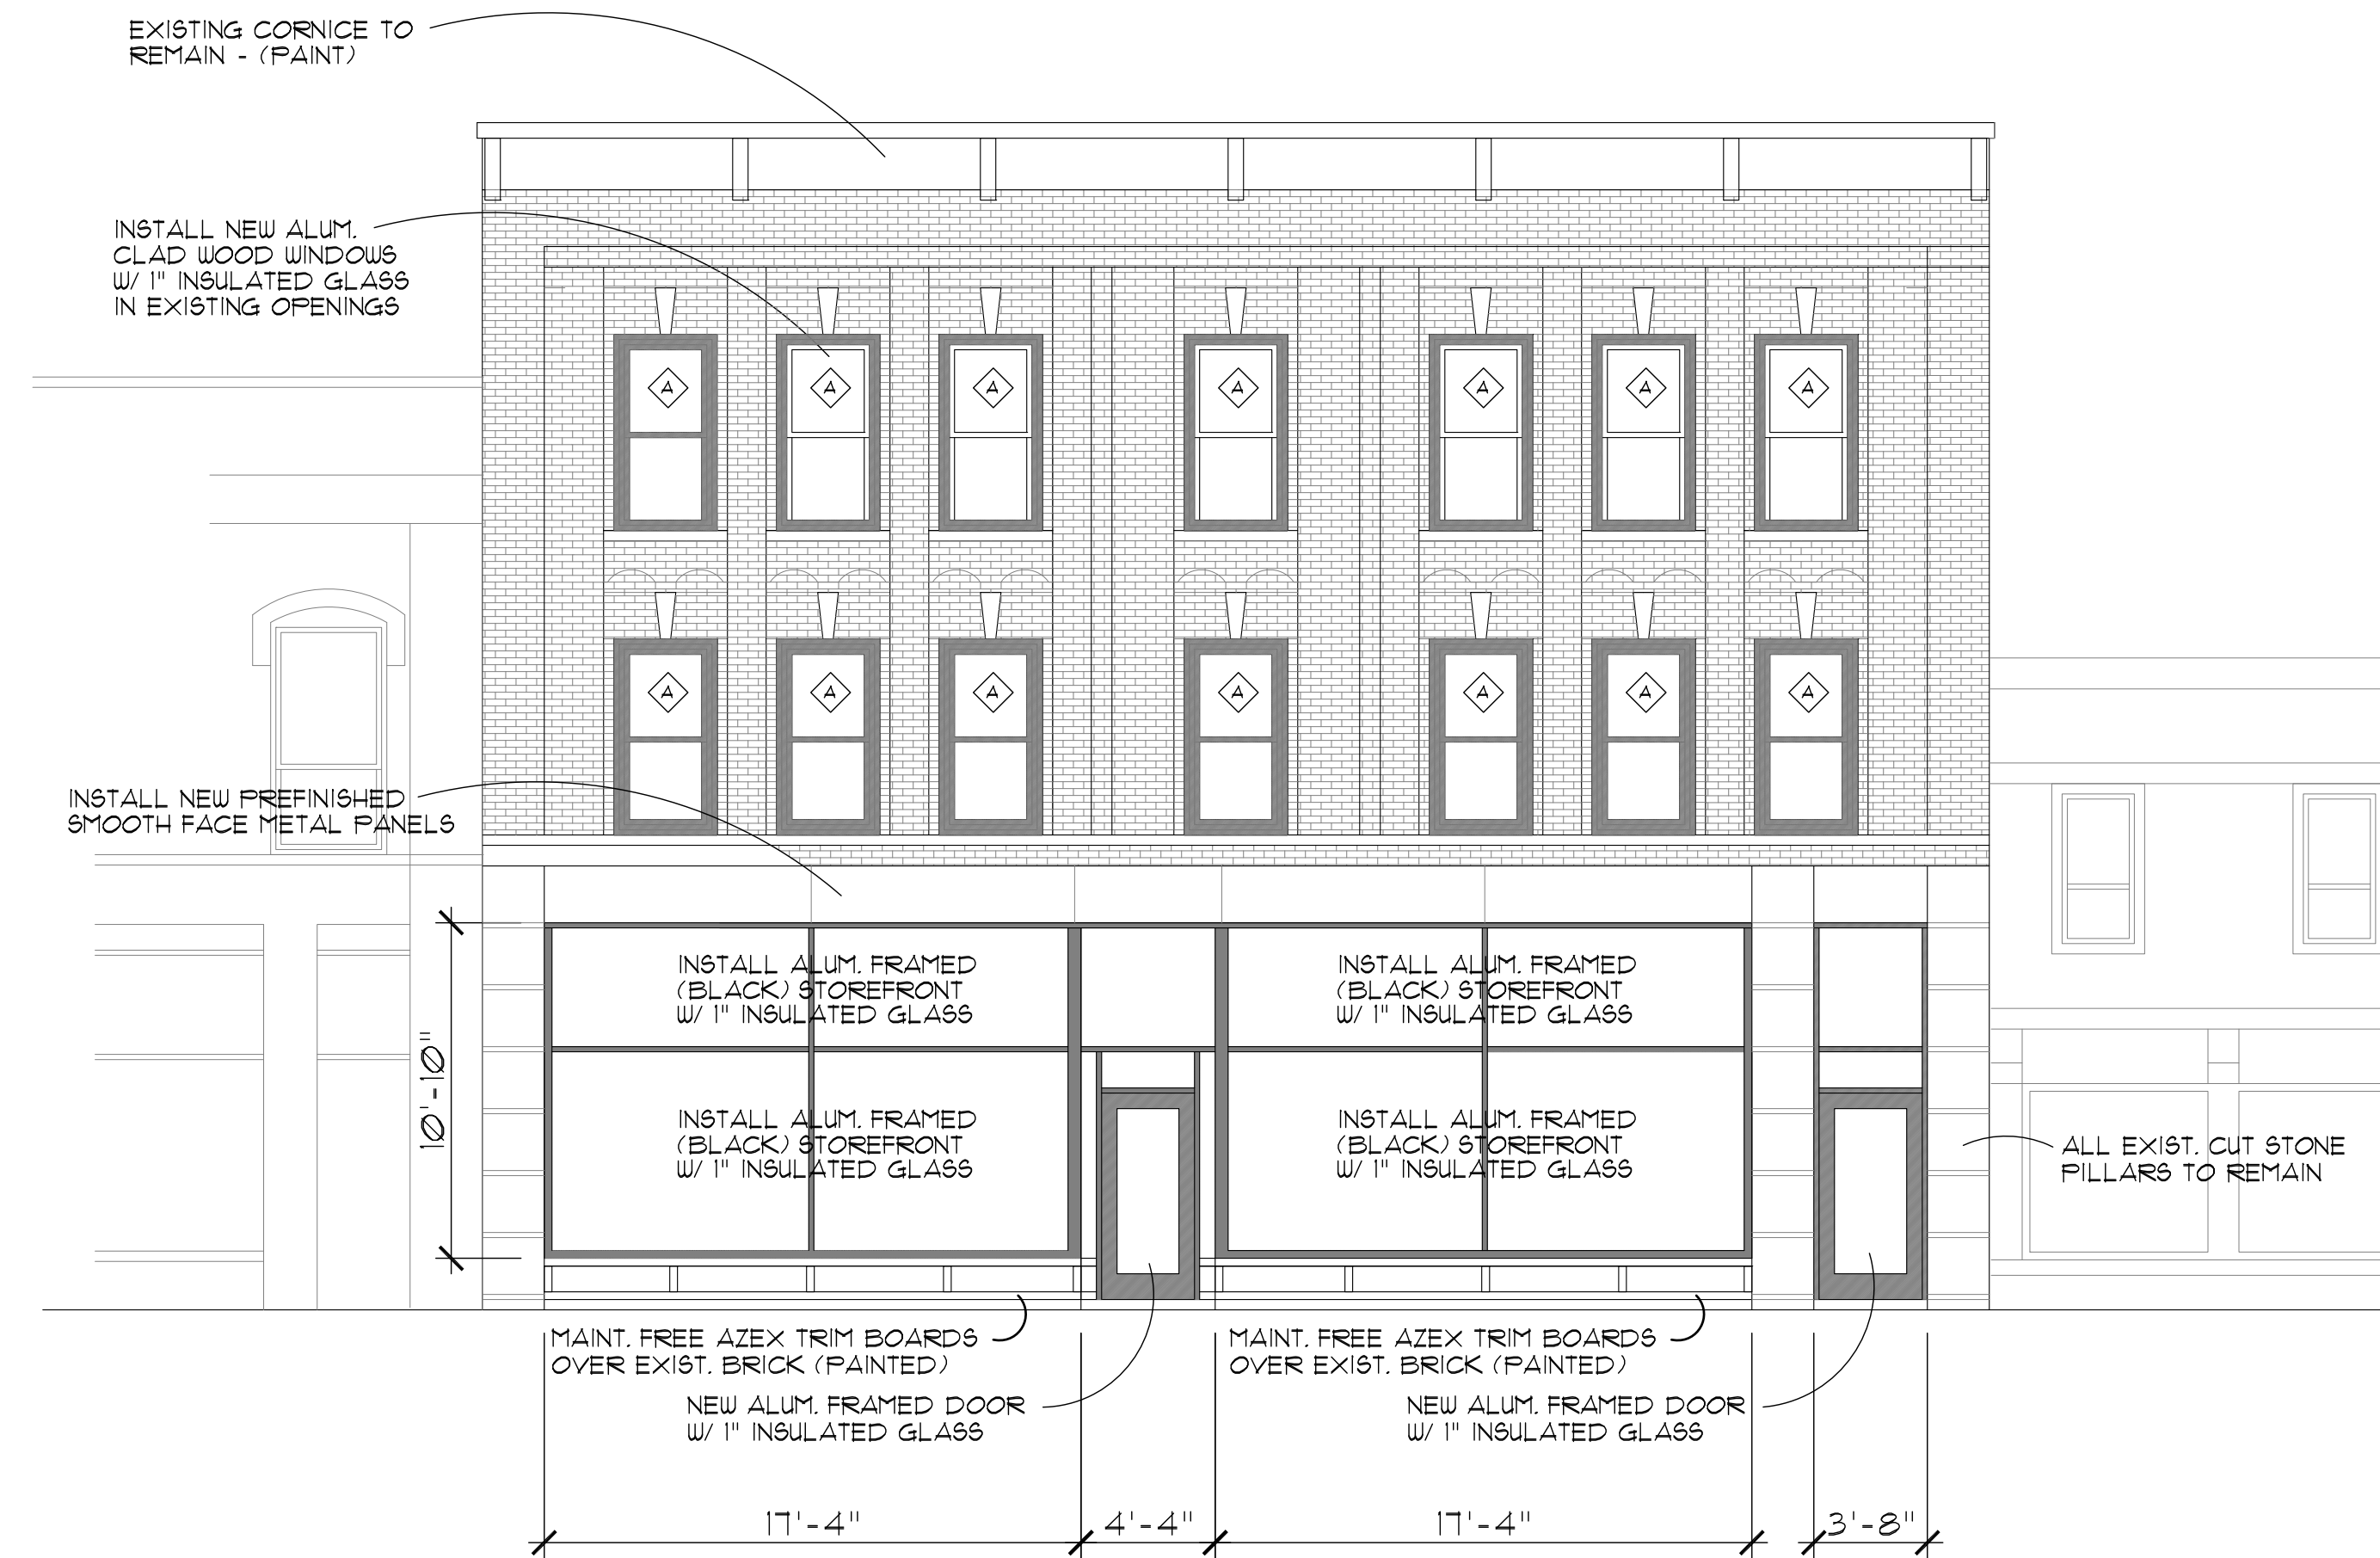 EXISTING CORNICE TO
REMAIN - (PAINT)
INSTALL NEW ALUM.
CLAD WOOD WINDOWS
W/ 1" INSULATED GLASS
IN EXISTING OPENINGS
A A A A A A A
A A A A A A A
INSTALL NEW PREFINISHED
SMOOTH FACE METAL PANELS
10'-10"
INSTALL ALUM. FRAMED
(BLACK) STOREFRONT
W/ 1" INSULATED GLASS
INSTALL ALUM. FRAMED
(BLACK) STOREFRONT
W/ 1" INSULATED GLASS
INSTALL ALUM. FRAMED
(BLACK) STOREFRONT
W/ 1" INSULATED GLASS
INSTALL ALUM. FRAMED
(BLACK) STOREFRONT
W/ 1" INSULATED GLASS
ALL EXIST. CUT STONE
PILLARS TO REMAIN
MAINT. FREE AZEX TRIM BOARDS
OVER EXIST. BRICK (PAINTED)
MAINT. FREE AZEX TRIM BOARDS
OVER EXIST. BRICK (PAINTED)
NEW ALUM. FRAMED DOOR
W/ 1" INSULATED GLASS
NEW ALUM. FRAMED DOOR
W/ 1" INSULATED GLASS
17'-4" 4'-4" 17'-4" 3'-8"